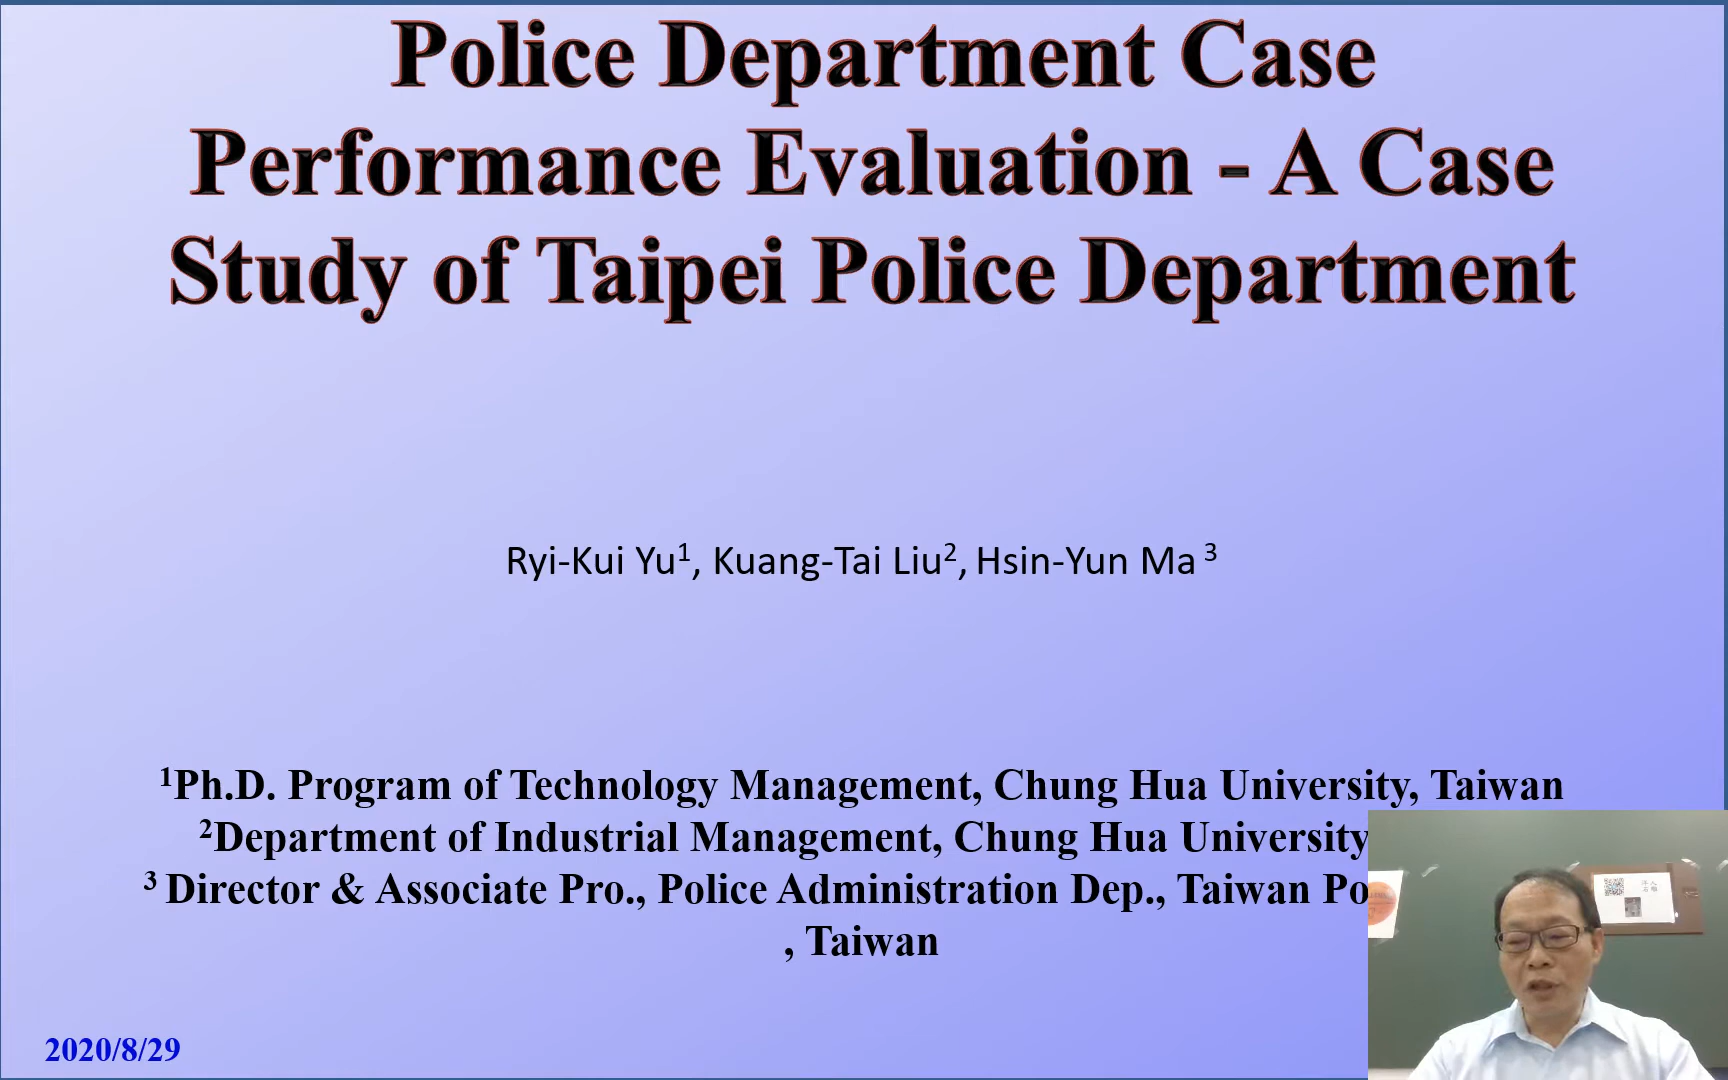 Police Department Case
Performance Evaluation - A Case
Study of Taipei Police Department
Ryi-Kui Yu¹, Kuang-Tai Liu², Hsin-Yun Ma ³
¹Ph.D. Program of Technology Management, Chung Hua University, Taiwan
²Department of Industrial Management, Chung Hua University
³ Director & Associate Pro., Police Administration Dep., Taiwan Po
, Taiwan
2020/8/29